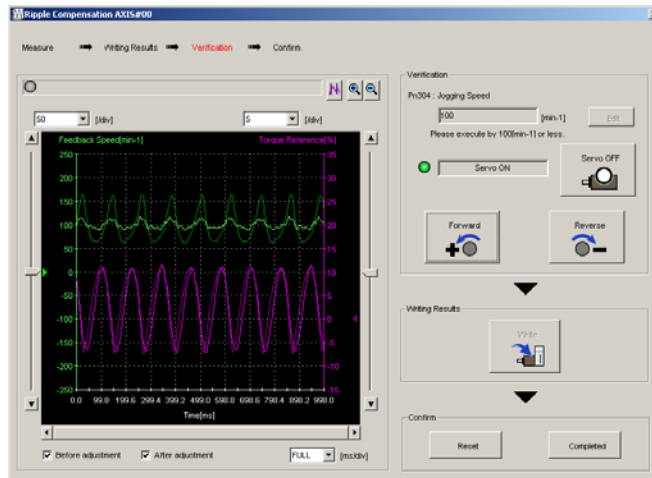 Ripple Compensation AXIS#00
Measure Writing Results Verification Confirm
50 [/div] 5 [/div]
Feedback Speed[min-1] Torque Reference[%]
250 35
200 30
150 25
100 20
50 15
0 10
-50 5
-100 0
-150 -5
-200 -10
-250 -15
0.0 99.8 199.6 299.4 399.2 499.0 598.8 698.6 798.4 898.2 998.0
Time[ms]
Before adjustment After adjustment FULL [ms/div]
Verification
Pn304 : Jogging Speed
100 [min-1] Edit
Please execute by 100[min-1] or less.
Servo ON Servo OFF
Forward Reverse
Writing Results
Write
Confirm
Reset Completed